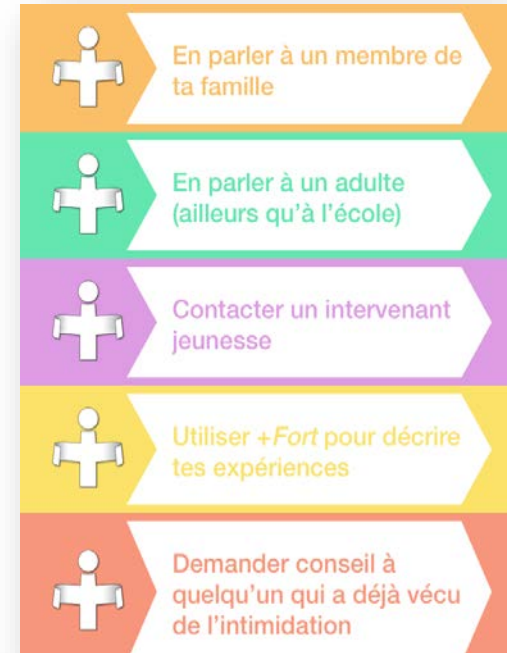 En parler à un membre de
ta famille
En parler à un adulte
(ailleurs qu'à l'école)
Contacter un intervenant
jeunesse
Utiliser +Fort pour décrire
tes expériences
Demander conseil à
quelqu'un qui a déjà vécu
de l'intimidation